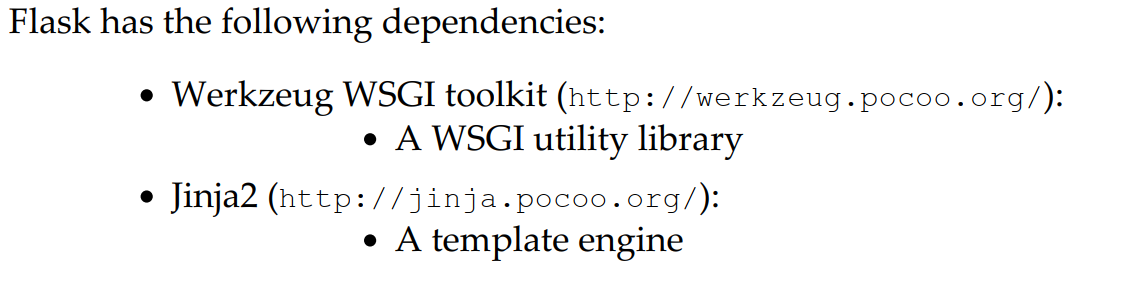 Flask has the following dependencies:
• Werkzeug WSGI toolkit (http://werkzeug.pocoo.org/):
• A WSGI utility library
• Jinja2 (http://jinja.pocoo.org/):
• A template engine